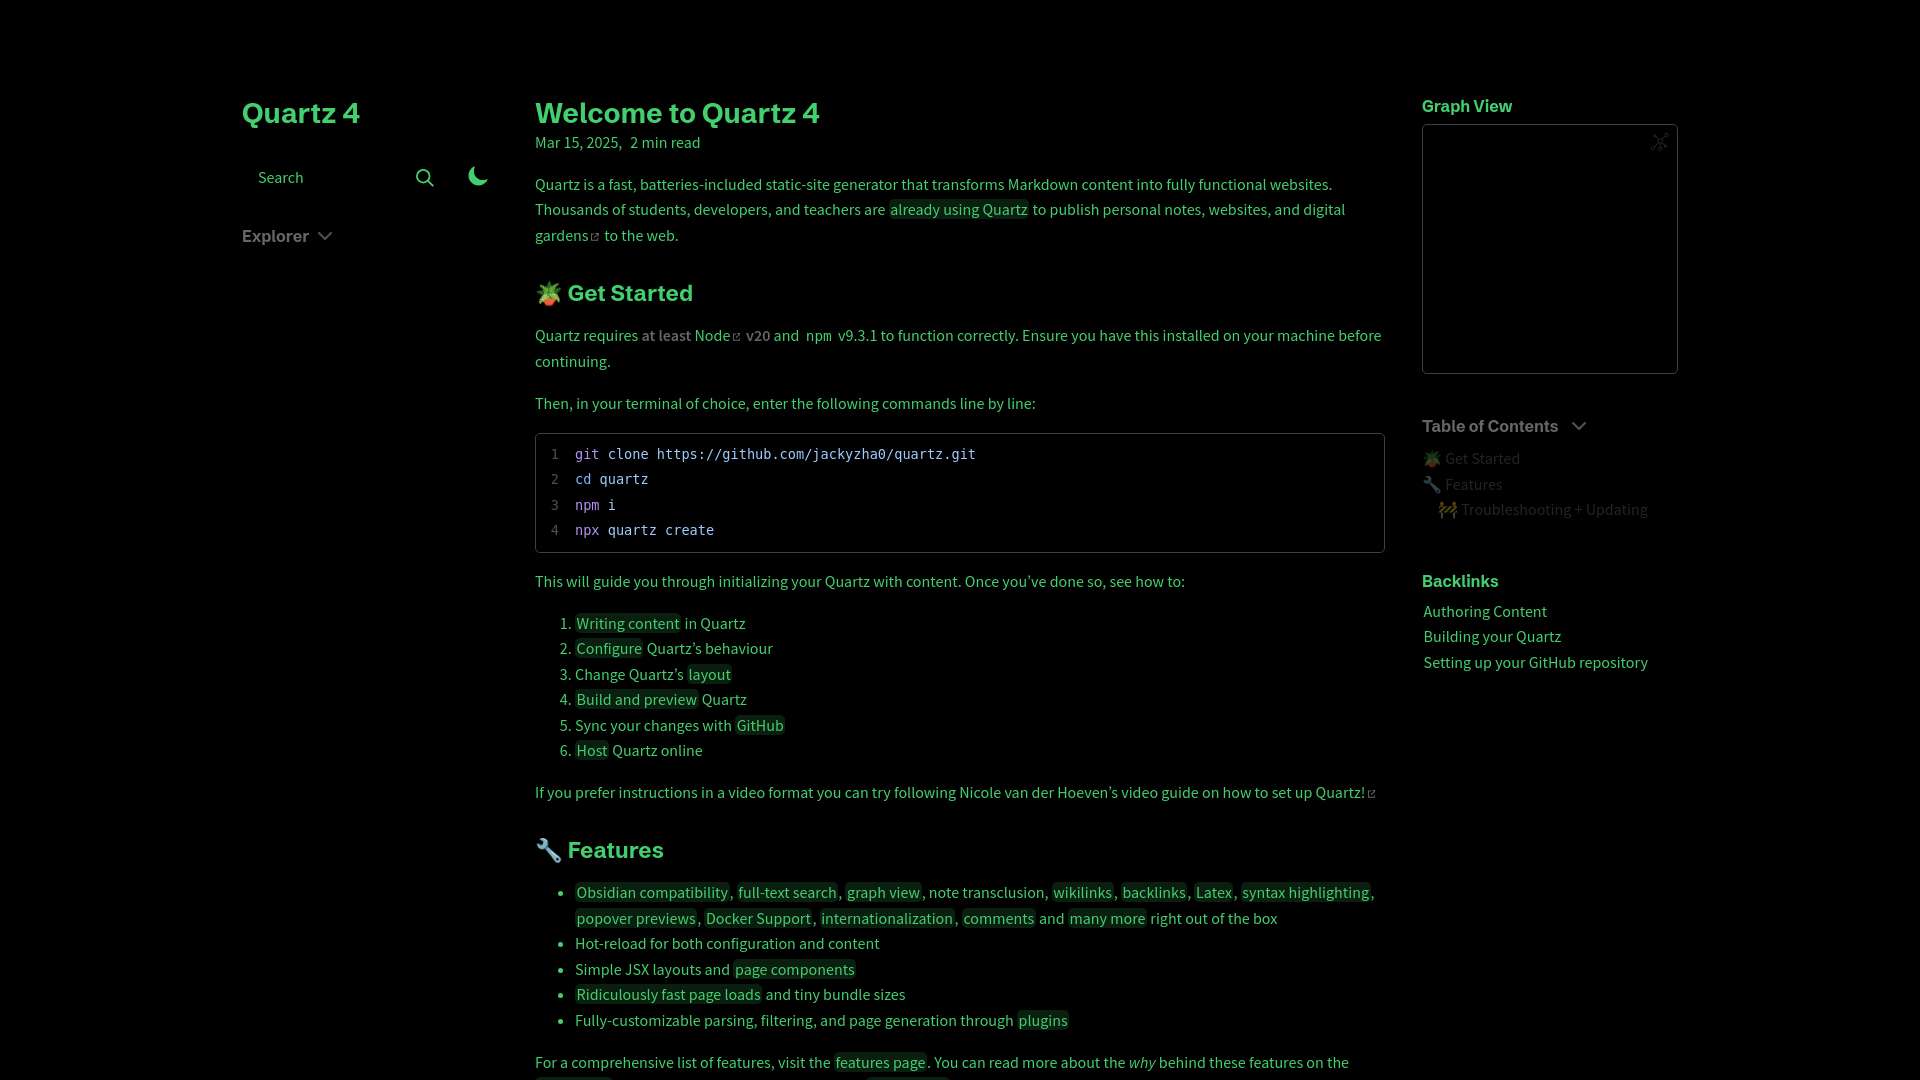 Quartz 4
Search
Explorer
Welcome to Quartz 4
Mar 15, 2025, 2 min read
Quartz is a fast, batteries-included static-site generator that transforms Markdown content into fully functional websites.
Thousands of students, developers, and teachers are already using Quartz to publish personal notes, websites, and digital
gardens to the web.
🪴 Get Started
Quartz requires at least Node v20 and npm v9.3.1 to function correctly. Ensure you have this installed on your machine before
continuing.
Then, in your terminal of choice, enter the following commands line by line:
1 git clone https://github.com/jackyzha0/quartz.git
2 cd quartz
3 npm i
4 npx quartz create
This will guide you through initializing your Quartz with content. Once you’ve done so, see how to:
1. Writing content in Quartz
2. Configure Quartz’s behaviour
3. Change Quartz’s layout
4. Build and preview Quartz
5. Sync your changes with GitHub
6. Host Quartz online
If you prefer instructions in a video format you can try following Nicole van der Hoeven’s video guide on how to set up Quartz!
🔧 Features
• Obsidian compatibility, full-text search, graph view, note transclusion, wikilinks, backlinks, Latex, syntax highlighting,
popover previews, Docker Support, internationalization, comments and many more right out of the box
• Hot-reload for both configuration and content
• Simple JSX layouts and page components
• Ridiculously fast page loads and tiny bundle sizes
• Fully-customizable parsing, filtering, and page generation through plugins
For a comprehensive list of features, visit the features page. You can read more about the why behind these features on the
Graph View
Table of Contents
🪴 Get Started
🔧 Features
🚧 Troubleshooting + Updating
Backlinks
Authoring Content
Building your Quartz
Setting up your GitHub repository